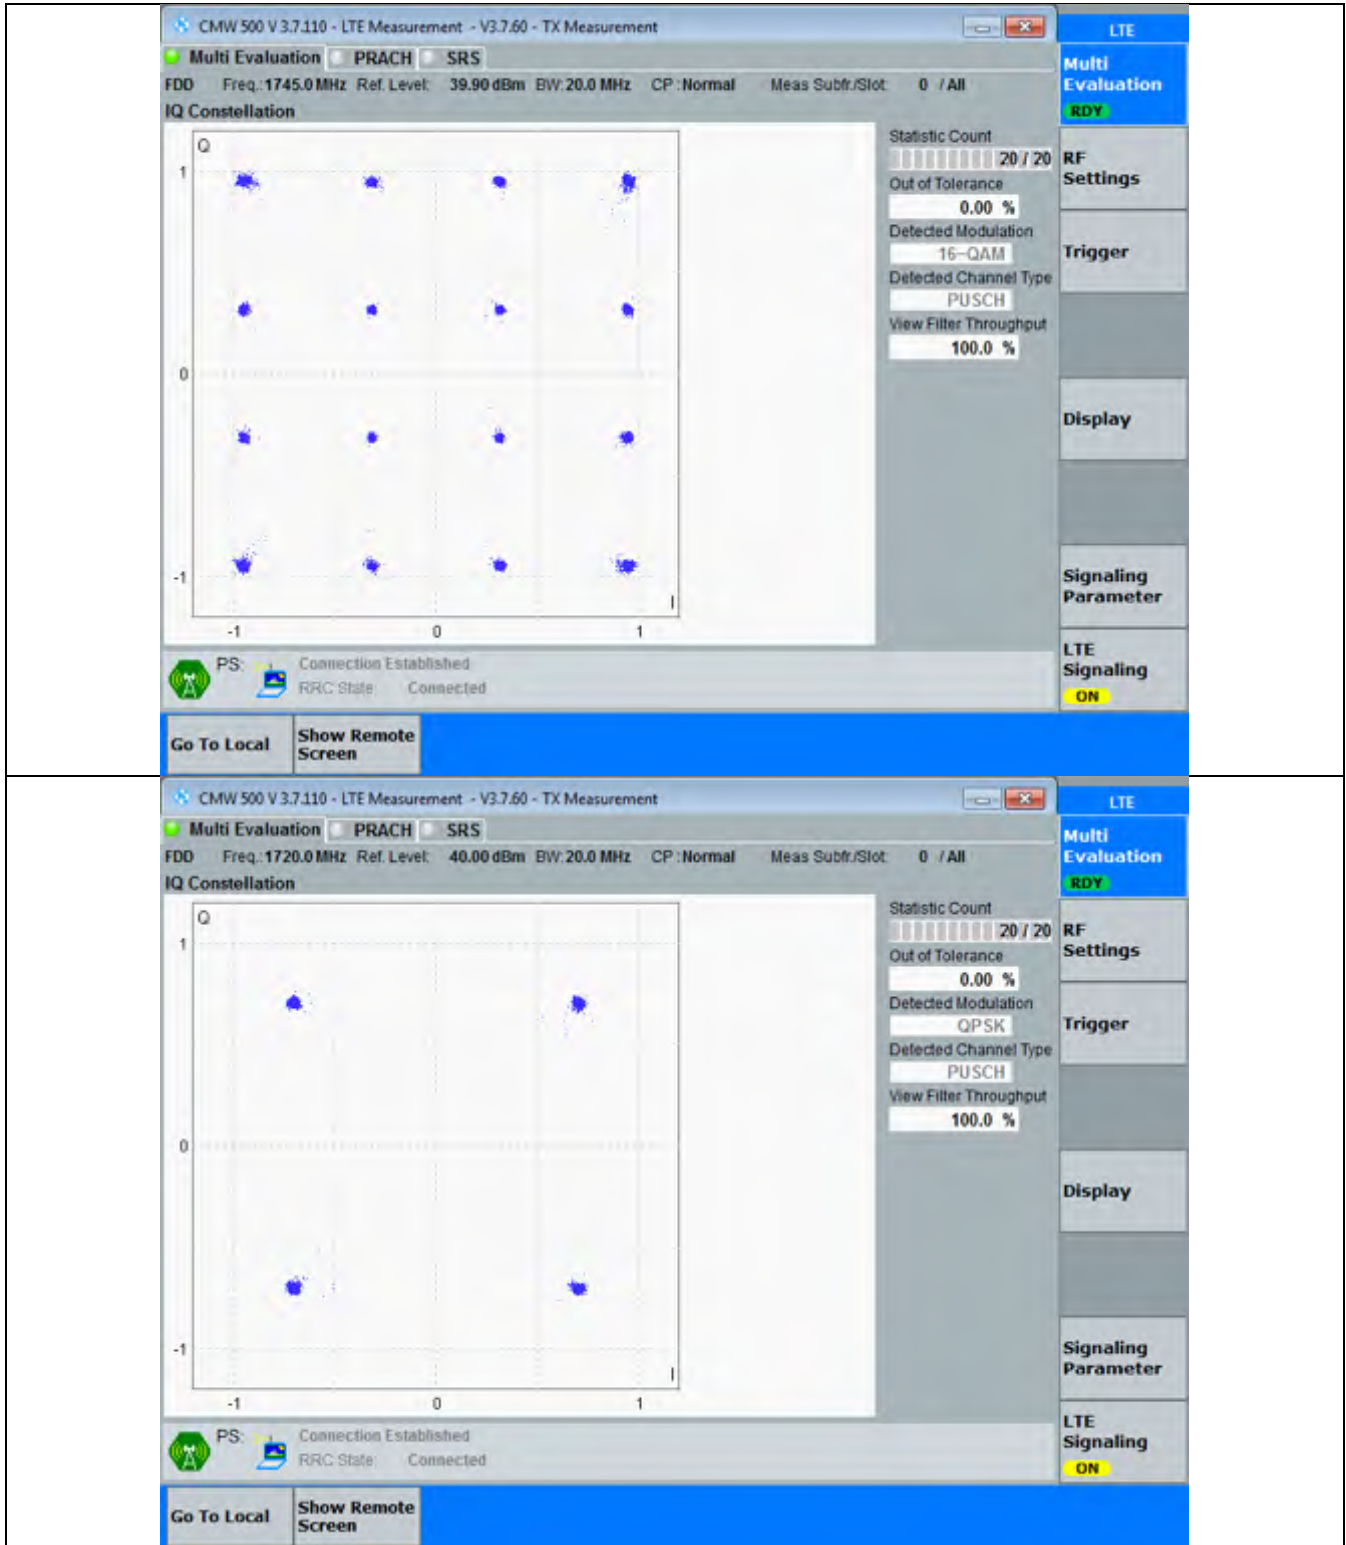 CMW 500 V 3.7.110 - LTE Measurement - V3.7.60 - TX Measurement
LTE
Multi Evaluation PRACH SRS
Multi
Evaluation
RDY
FDD Freq.: 1745.0 MHz Ref. Level: 39.90 dBm BW: 20.0 MHz CP : Normal Meas Subfr./Slot: 0 / All
IQ Constellation
Q
1
0
-1
-1 0 1
I
Statistic Count
20 / 20
Out of Tolerance
0.00 %
Detected Modulation
16-QAM
Detected Channel Type
PUSCH
View Filter Throughput
100.0 %
RF
Settings
Trigger
Display
Signaling
Parameter
LTE
Signaling
ON
PS: Connection Established
RRC State: Connected
Go To Local
Show Remote
Screen
CMW 500 V 3.7.110 - LTE Measurement - V3.7.60 - TX Measurement
LTE
Multi Evaluation PRACH SRS
Multi
Evaluation
RDY
FDD Freq.: 1720.0 MHz Ref. Level: 40.00 dBm BW: 20.0 MHz CP : Normal Meas Subfr./Slot: 0 / All
IQ Constellation
Q
1
0
-1
-1 0 1
I
Statistic Count
20 / 20
Out of Tolerance
0.00 %
Detected Modulation
QPSK
Detected Channel Type
PUSCH
View Filter Throughput
100.0 %
RF
Settings
Trigger
Display
Signaling
Parameter
LTE
Signaling
ON
PS: Connection Established
RRC State: Connected
Go To Local
Show Remote
Screen